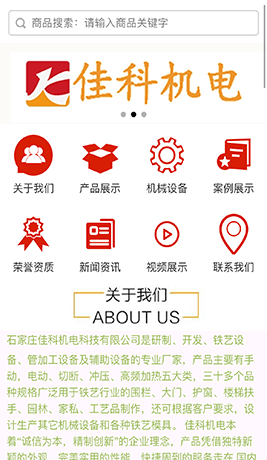 商品搜索：请输入商品关键字
佳科机电
关于我们
产品展示
机械设备
案例展示
荣誉资质
新闻资讯
视频展示
联系我们
关于我们
ABOUT US
石家庄佳科机电科技有限公司是研制、开发、铁艺设
备、管加工设备及辅助设备的专业厂家，产品主要有手
动，电动、切断、冲压、高频加热五大类，三十多个品
种规格广泛用于铁艺行业的围栏、大门、护窗、楼梯扶
手、园林、家私、工艺品制作，还可根据客户要求，设
计生产其它机械设备和各种铁艺模具。 佳科机电本
着“诚信为本，精制创新”的企业理念，产品凭借独特新
颖的外观，完美实用的性能，快捷周到的服务走在 国内